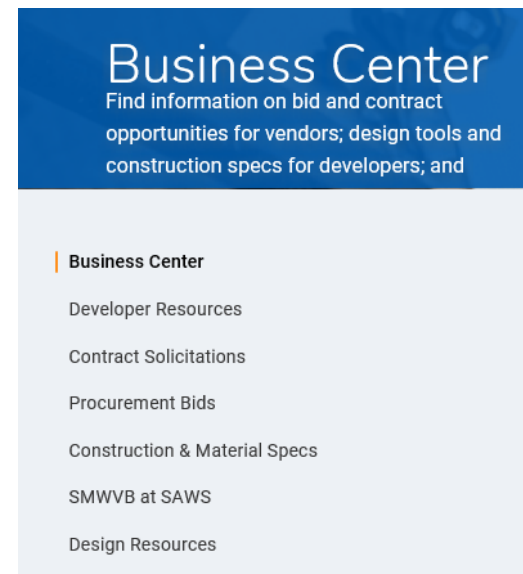 Business Center
Find information on bid and contract
opportunities for vendors; design tools and
construction specs for developers; and
Business Center
Developer Resources
Contract Solicitations
Procurement Bids
Construction & Material Specs
SMWVB at SAWS
Design Resources